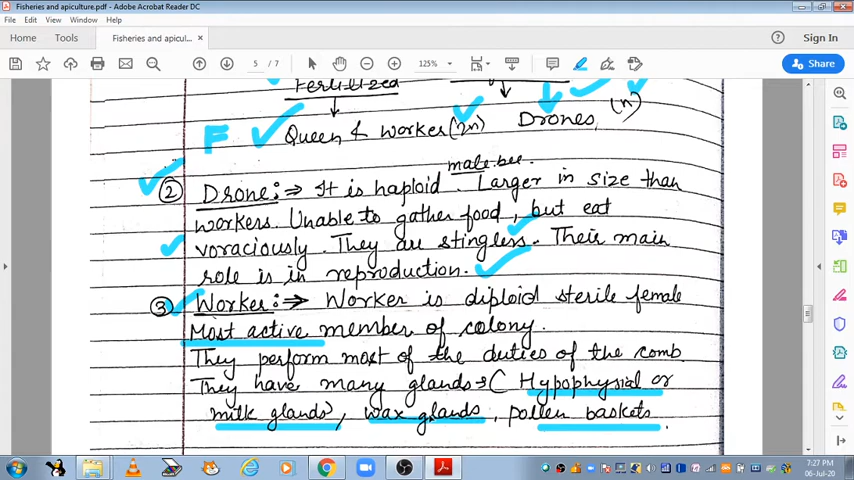 Fisheries and apiculture.pdf - Adobe Acrobat Reader DC
File Edit View Window Help
Home Tools Fisheries and apicul... × Sign In
5 / 7 125% Share
Fertilized
F Queen & Worker (2n) Drones (n)
male bee.
② Drone:⇒ It is haploid. Larger in size than
workers. Unable to gather food, but eat
voraciously. They are stingless. Their main
role is in reproduction.
③ Worker:⇒ Worker is diploid sterile female
Most active member of colony.
They perform most of the duties of the comb
They have many glands→( Hypophysial or
milk glands), wax glands, pollen baskets.
7:27 PM
06-Jul-20